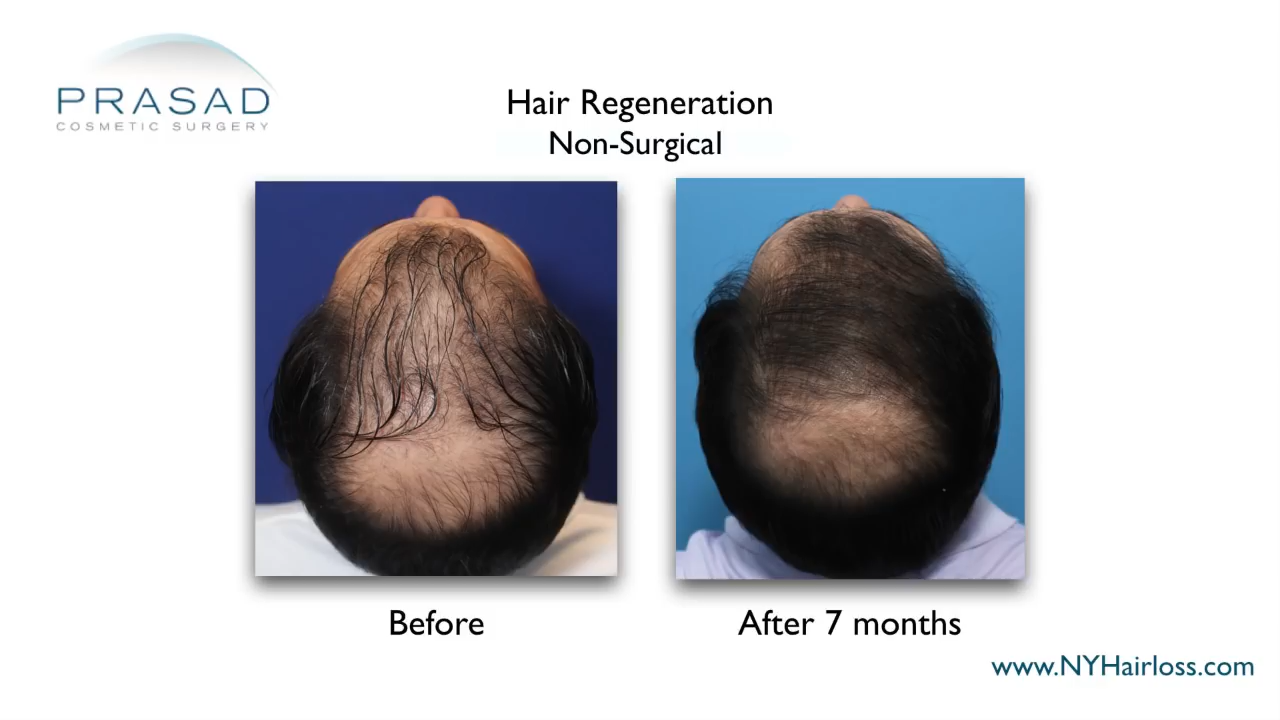 PRASAD
COSMETIC SURGERY
Hair Regeneration
Non-Surgical
Before
After 7 months
www.NYHairloss.com